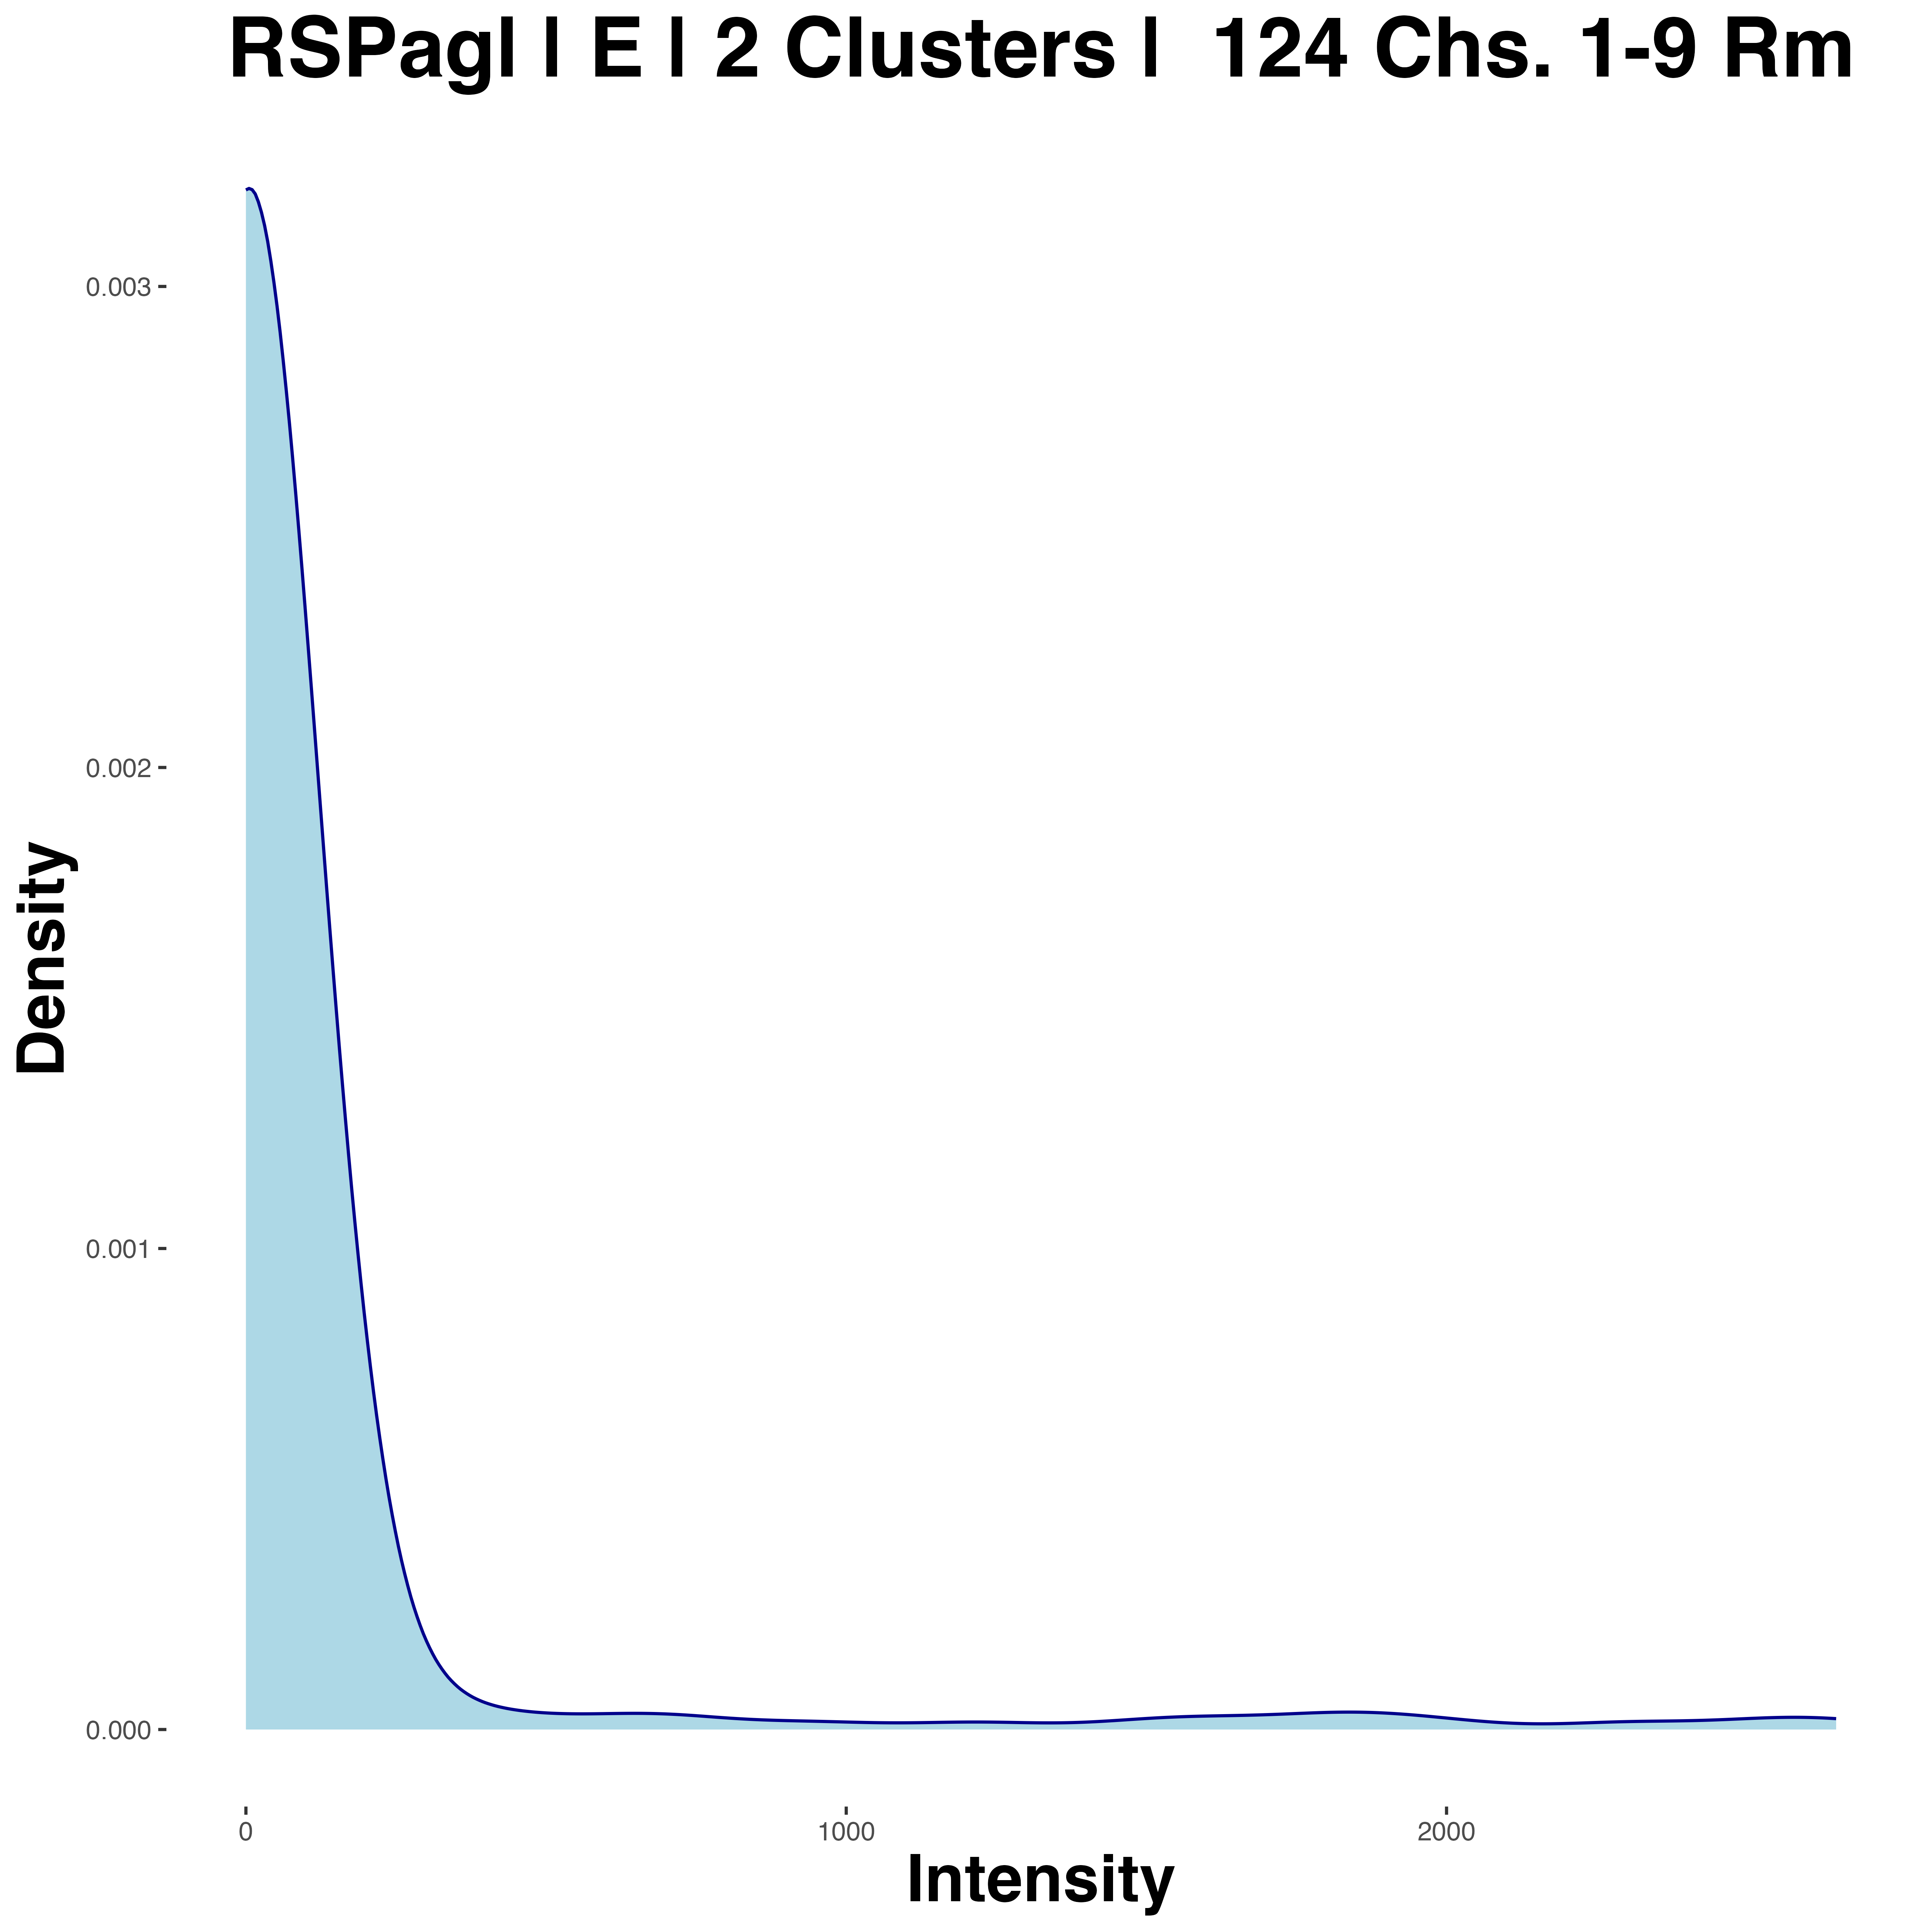 RSPagl | E | 2 Clusters | 124 Chs. 1-9 Rm
0.003
0.002
0.001
0.000
Density
0
1000
2000
Intensity